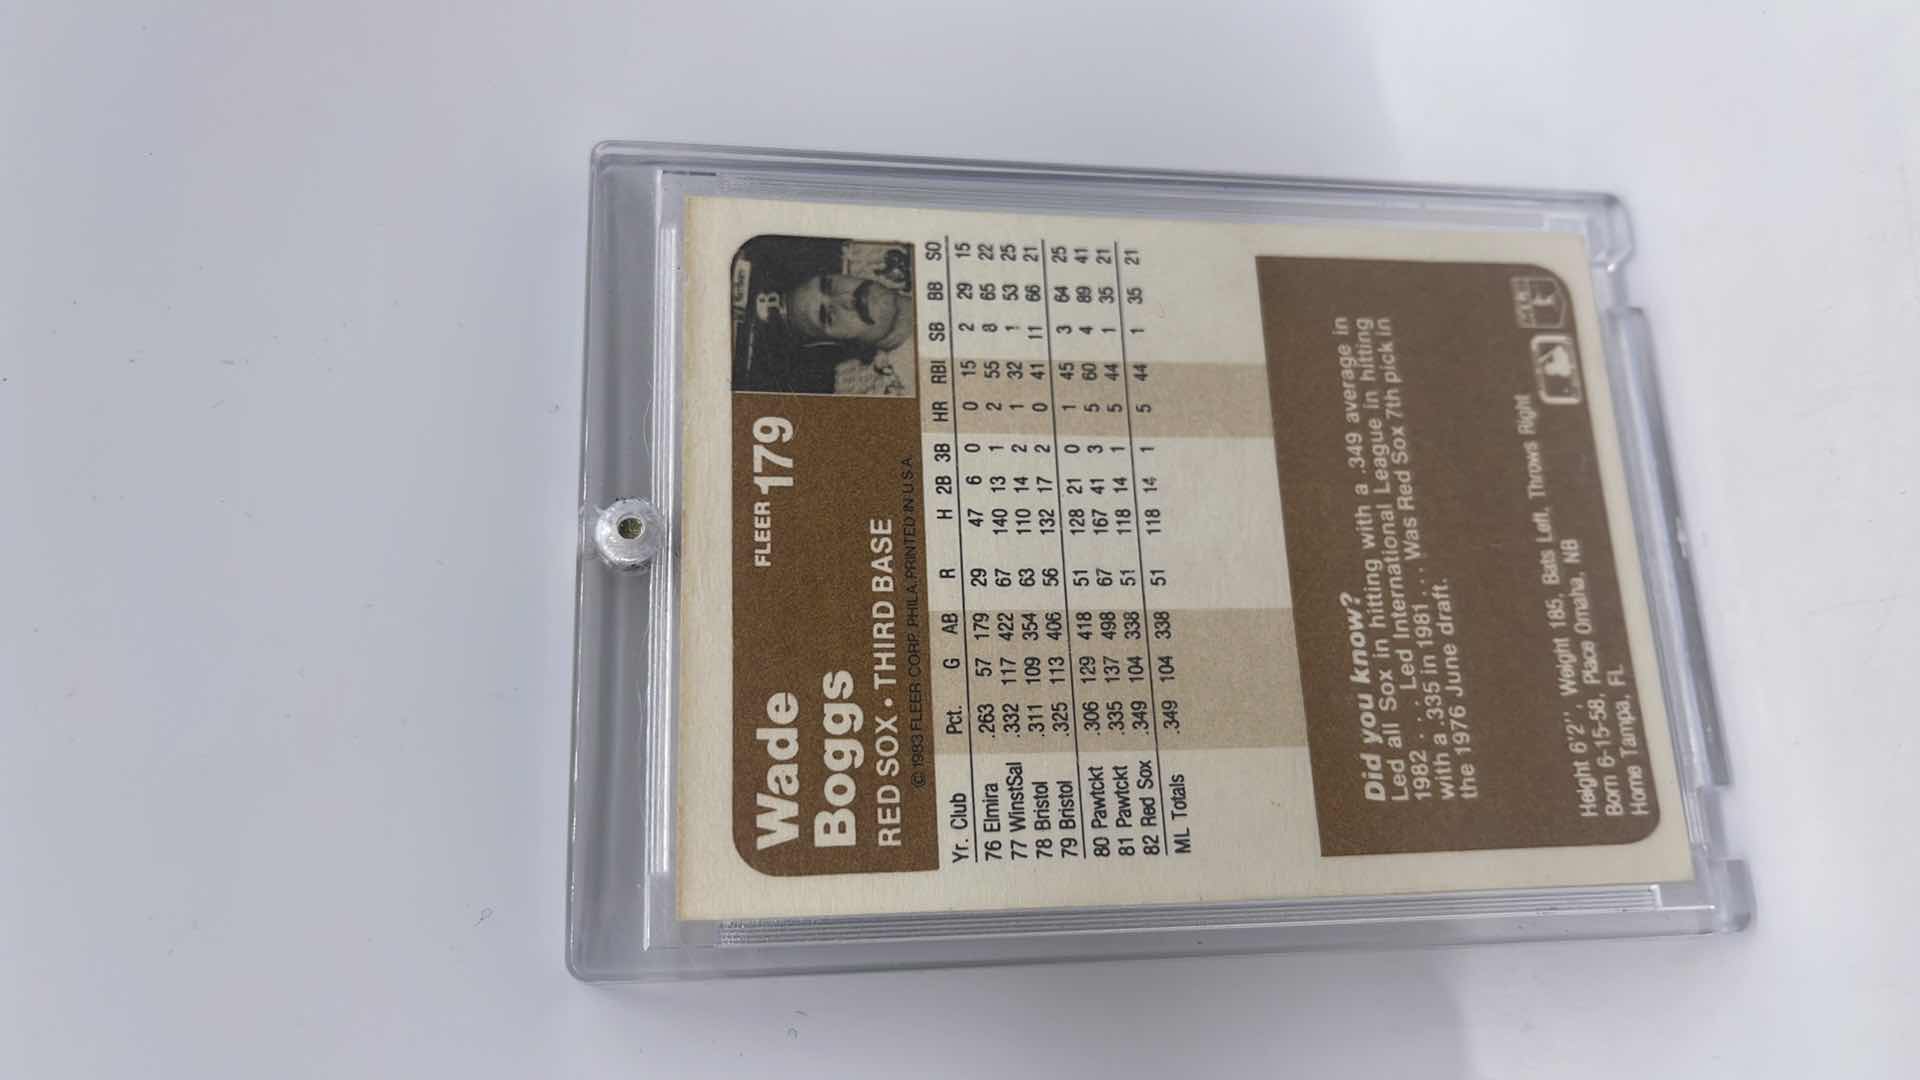 Wade
Boggs
FLEER 179
RED SOX • THIRD BASE
© 1983 FLEER CORP. PHILA. PRINTED IN U.S.A.
Yr. Club Pct. G AB R H 2B 3B HR RBI SB BB SO
76 Elmira .263 57 179 29 47 6 0 0 15 2 29 15
77 WinstSal .332 117 422 67 140 13 1 2 55 8 65 22
78 Bristol .311 109 354 63 110 14 2 1 32 1 53 25
79 Bristol .325 113 406 56 132 17 2 0 41 11 66 21
80 Pawtckt .306 129 418 51 128 21 0 1 45 3 64 25
81 Pawtckt .335 137 498 67 167 41 3 5 60 4 89 41
82 Red Sox .349 104 338 51 118 14 1 5 44 1 35 21
ML Totals .349 104 338 51 118 14 1 5 44 1 35 21
Did you know?
Led all Sox in hitting with a .349 average in
1982 . . . Led International League in hitting
with a .335 in 1981 . . . Was Red Sox 7th pick in
the 1976 June draft.
Height 6'2", Weight 185, Bats Left, Throws Right
Born 6-15-58, Place Omaha, NB
Home Tampa, FL
B